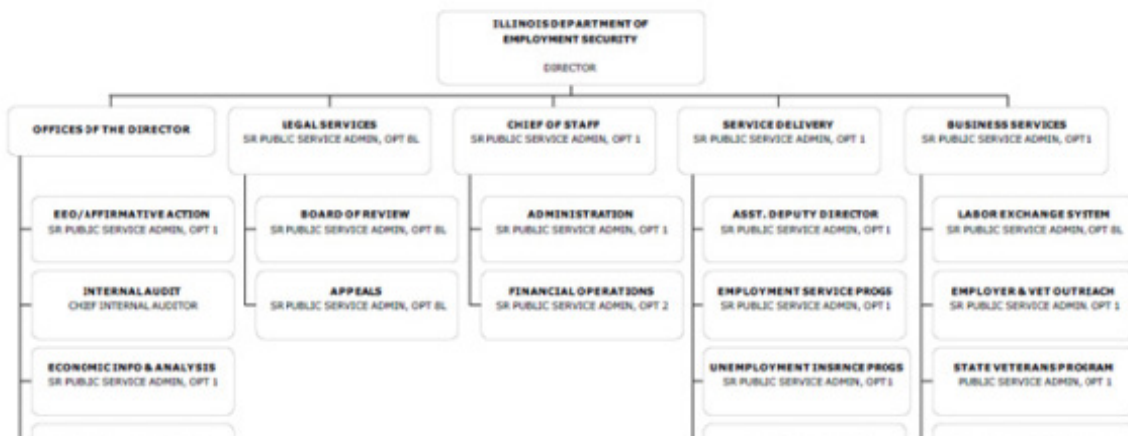 ILLINOIS DEPARTMENT OF
EMPLOYMENT SECURITY
DIRECTOR
OFFICES OF THE DIRECTOR
LEGAL SERVICES
SR PUBLIC SERVICE ADMIN, OPT 8L
CHIEF OF STAFF
SR PUBLIC SERVICE ADMIN, OPT 1
SERVICE DELIVERY
SR PUBLIC SERVICE ADMIN, OPT 1
BUSINESS SERVICES
SR PUBLIC SERVICE ADMIN, OPT1
EEO/AFFIRMATIVE ACTION
SR PUBLIC SERVICE ADMIN, OPT 1
BOARD OF REVIEW
SR PUBLIC SERVICE ADMIN, OPT 8L
ADMINISTRATION
SR PUBLIC SERVICE ADMIN, OPT 1
ASST. DEPUTY DIRECTOR
SR PUBLIC SERVICE ADMIN, OPT 1
LABOR EXCHANGE SYSTEM
SR PUBLIC SERVICE ADMIN, OPT 8L
INTERNAL AUDIT
CHIEF INTERNAL AUDITOR
APPEALS
SR PUBLIC SERVICE ADMIN, OPT 8L
FINANCIAL OPERATIONS
SR PUBLIC SERVICE ADMIN, OPT 2
EMPLOYMENT SERVICE PROGS
SR PUBLIC SERVICE ADMIN, OPT 1
EMPLOYER & VET OUTREACH
SR PUBLIC SERVICE ADMIN. OPT 1
ECONOMIC INFO & ANALYSIS
SR PUBLIC SERVICE ADMIN, OPT 1
UNEMPLOYMENT INSRNCE PROGS
SR PUBLIC SERVICE ADMIN, OPT1
STATE VETERANS PROGRAM
PUBLIC SERVICE ADMIN, OPT 1